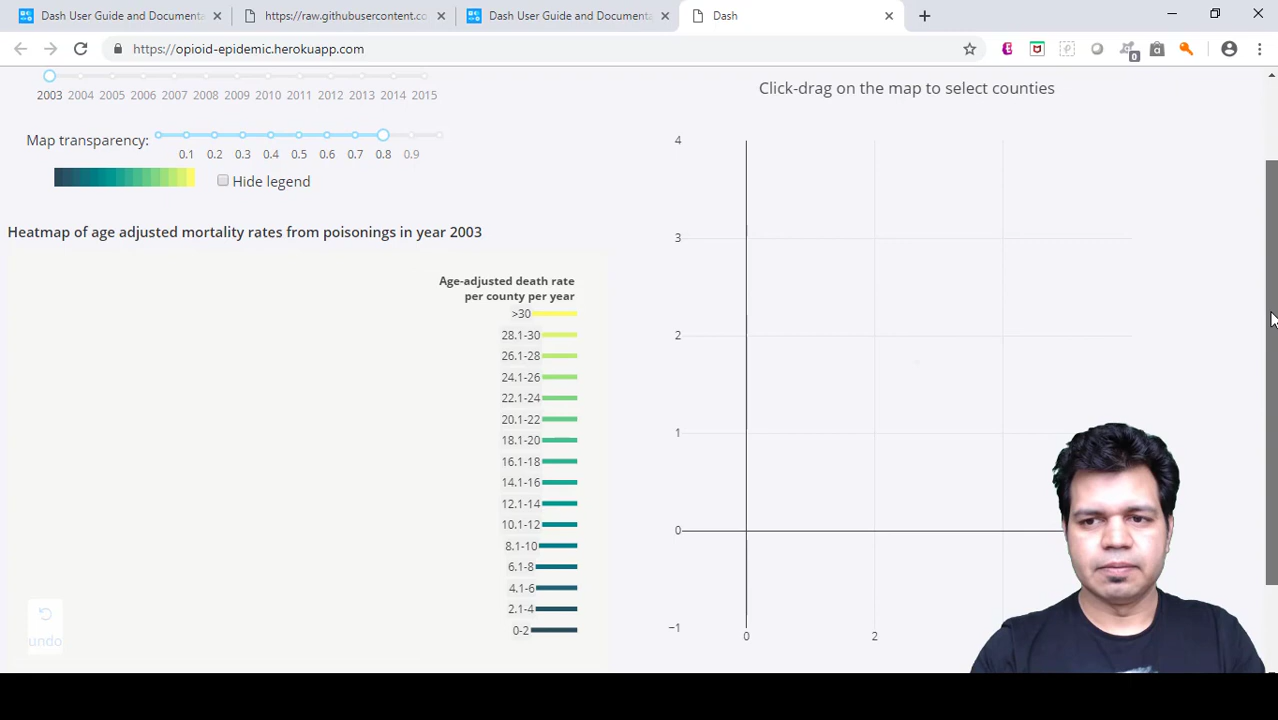 Dash User Guide and Documenta
https://raw.githubusercontent.co
Dash User Guide and Documenta
Dash
https://opioid-epidemic.herokuapp.com
0
2003 2004 2005 2006 2007 2008 2009 2010 2011 2012 2013 2014 2015
Map transparency:
0.1 0.2 0.3 0.4 0.5 0.6 0.7 0.8 0.9
Hide legend
Heatmap of age adjusted mortality rates from poisonings in year 2003
Age-adjusted death rate
per county per year
>30
28.1-30
26.1-28
24.1-26
22.1-24
20.1-22
18.1-20
16.1-18
14.1-16
12.1-14
10.1-12
8.1-10
6.1-8
4.1-6
2.1-4
0-2
undo
Click-drag on the map to select counties
4
3
2
1
0
−1
0 2